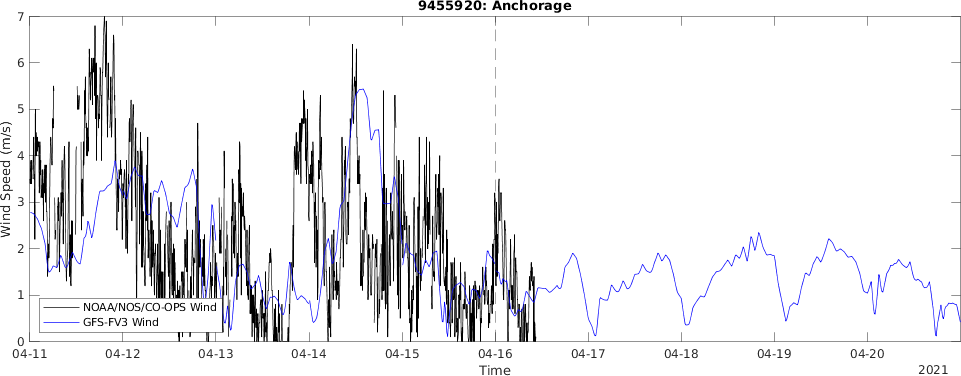 9455920: Anchorage
7
6
5
4
3
2
1
0
Wind Speed (m/s)
NOAA/NOS/CO-OPS Wind
GFS-FV3 Wind
04-11 04-12 04-13 04-14 04-15 04-16 04-17 04-18 04-19 04-20
Time
2021